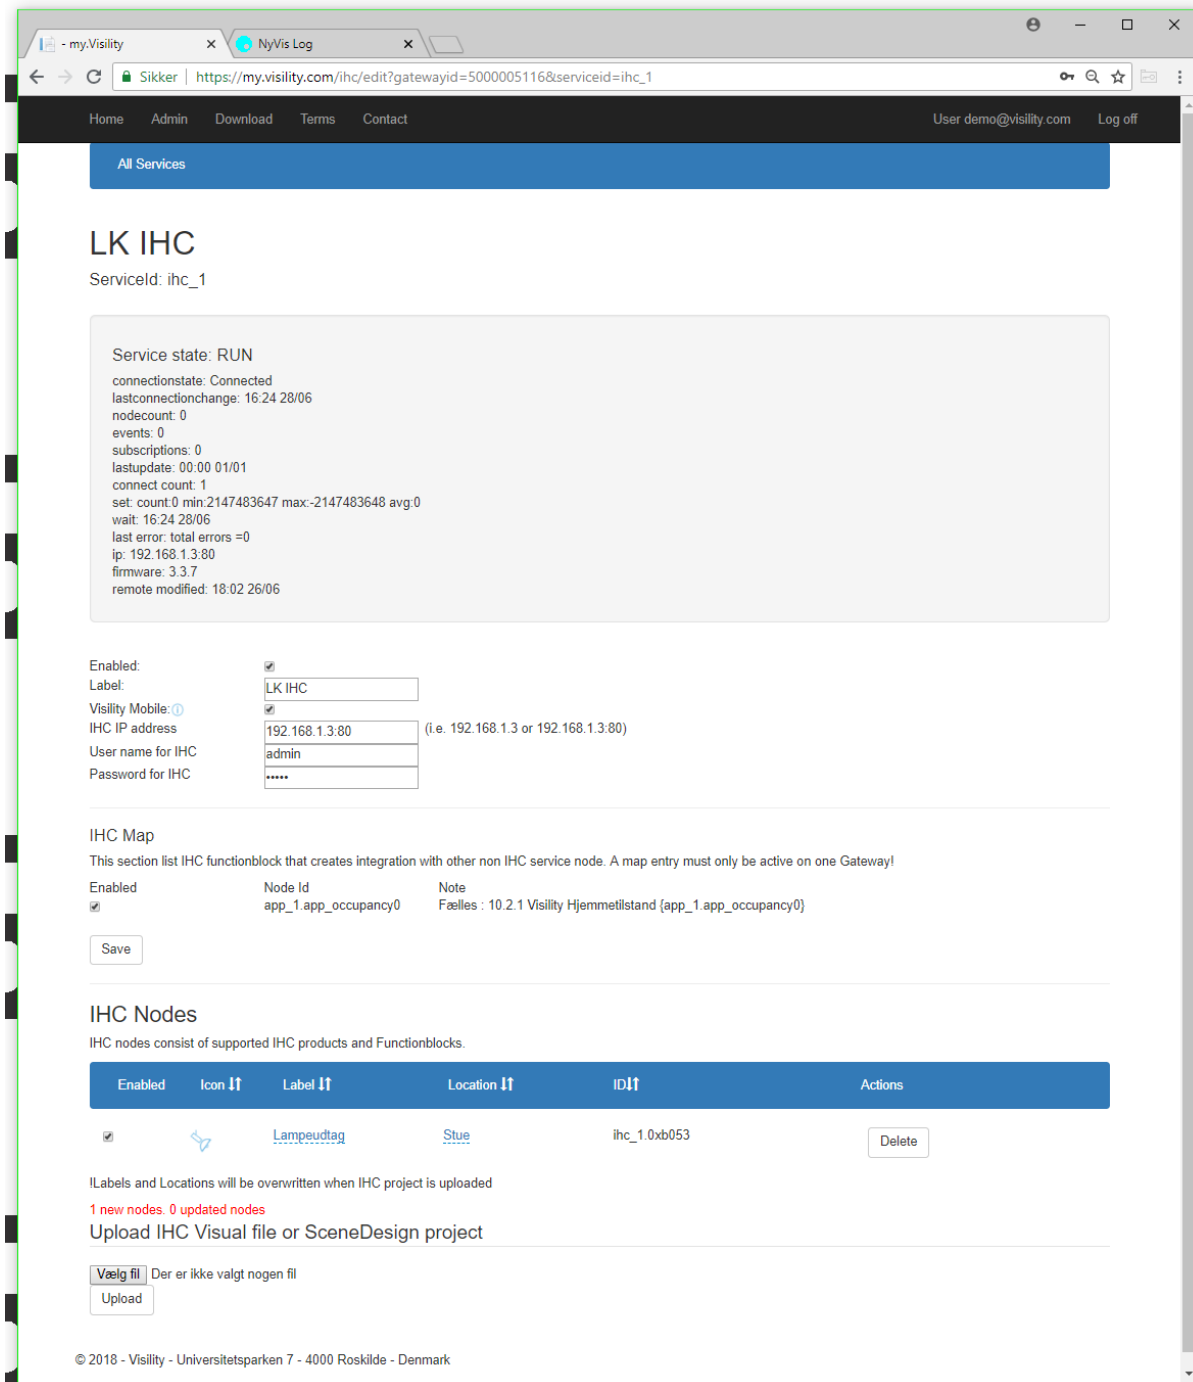 - my.Visility
NyVis Log
Sikker | https://my.visility.com/ihc/edit?gatewayid=5000005116&serviceid=ihc_1
Home Admin Download Terms Contact User demo@visility.com Log off
All Services
LK IHC
ServiceId: ihc_1
Service state: RUN
connectionstate: Connected
lastconnectionchange: 16:24 28/06
nodecount: 0
events: 0
subscriptions: 0
lastupdate: 00:00 01/01
connect count: 1
set: count:0 min:2147483647 max:-2147483648 avg:0
wait: 16:24 28/06
last error: total errors =0
ip: 192.168.1.3:80
firmware: 3.3.7
remote modified: 18:02 26/06
Enabled:
Label: LK IHC
Visility Mobile:
IHC IP address 192.168.1.3:80 (i.e. 192.168.1.3 or 192.168.1.3:80)
User name for IHC admin
Password for IHC •••••
IHC Map
This section list IHC functionblock that creates integration with other non IHC service node. A map entry must only be active on one Gateway!
Enabled Node Id Note
app_1.app_occupancy0 Fælles : 10.2.1 Visility Hjemmetilstand {app_1.app_occupancy0}
Save
IHC Nodes
IHC nodes consist of supported IHC products and Functionblocks.
Enabled Icon Label Location ID Actions
Lampeudtag Stue ihc_1.0xb053 Delete
!Labels and Locations will be overwritten when IHC project is uploaded
1 new nodes. 0 updated nodes
Upload IHC Visual file or SceneDesign project
Vælg fil Der er ikke valgt nogen fil
Upload
© 2018 - Visility - Universitetsparken 7 - 4000 Roskilde - Denmark